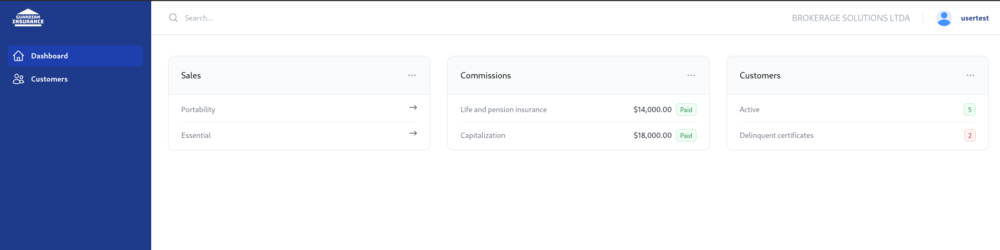 GUARDIAN
INSURANCE
Search...
BROKERAGE SOLUTIONS LTDA
usertest
Dashboard
Customers
Sales
Portability
Essential
Commissions
Life and pension insurance $14,000.00 Paid
Capitalization $18,000.00 Paid
Customers
Active 5
Delinquent certificates 2